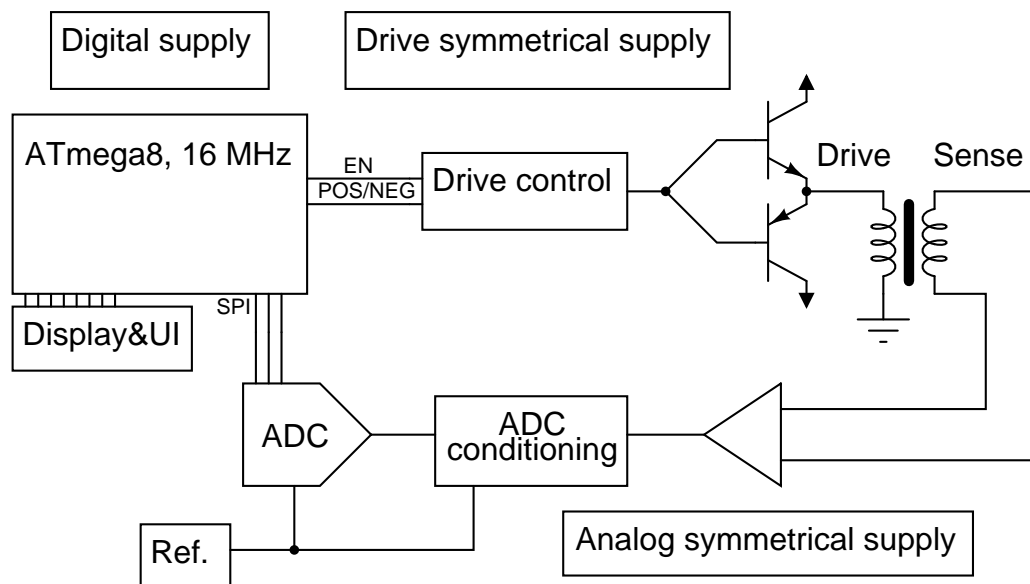 Digital supply
Drive symmetrical supply
ATmega8, 16 MHz
EN
POS/NEG
Drive control
Drive
Sense
SPI
Display&UI
ADC
ADC
conditioning
Ref.
Analog symmetrical supply